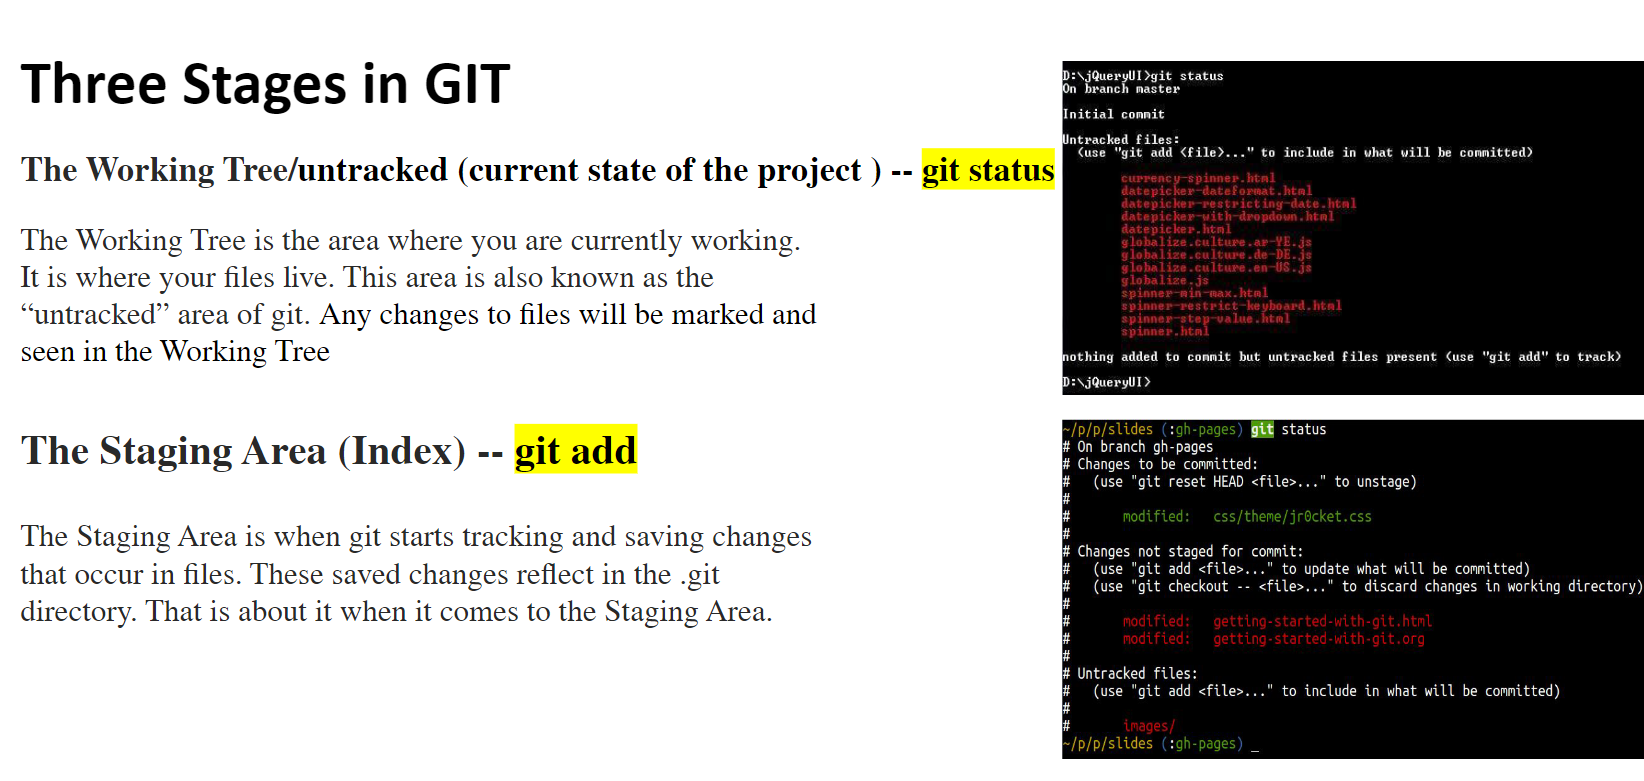 Three Stages in GIT
The Working Tree/untracked (current state of the project ) -- git status
The Working Tree is the area where you are currently working.
It is where your files live. This area is also known as the
“untracked” area of git. Any changes to files will be marked and
seen in the Working Tree
The Staging Area (Index) -- git add
The Staging Area is when git starts tracking and saving changes
that occur in files. These saved changes reflect in the .git
directory. That is about it when it comes to the Staging Area.
D:\jQueryUI>git status
On branch master
Initial commit
Untracked files:
(use "git add <file>..." to include in what will be committed)
currency-spinner.html
datepicker-dateformat.html
datepicker-restricting-date.html
datepicker-with-dropdown.html
datepicker.html
globalize.culture.ar-YE.js
globalize.culture.de-DE.js
globalize.culture.en-US.js
globalize.js
spinner-min-max.html
spinner-restrict-keyboard.html
spinner-step-value.html
spinner.html
nothing added to commit but untracked files present (use "git add" to track)
D:\jQueryUI>
~/p/p/slides (:gh-pages) git status
# On branch gh-pages
# Changes to be committed:
#   (use "git reset HEAD <file>..." to unstage)
#
#       modified:   css/theme/jr0cket.css
#
# Changes not staged for commit:
#   (use "git add <file>..." to update what will be committed)
#   (use "git checkout -- <file>..." to discard changes in working directory)
#
#       modified:   getting-started-with-git.html
#       modified:   getting-started-with-git.org
#
# Untracked files:
#   (use "git add <file>..." to include in what will be committed)
#
#       images/
~/p/p/slides (:gh-pages) _